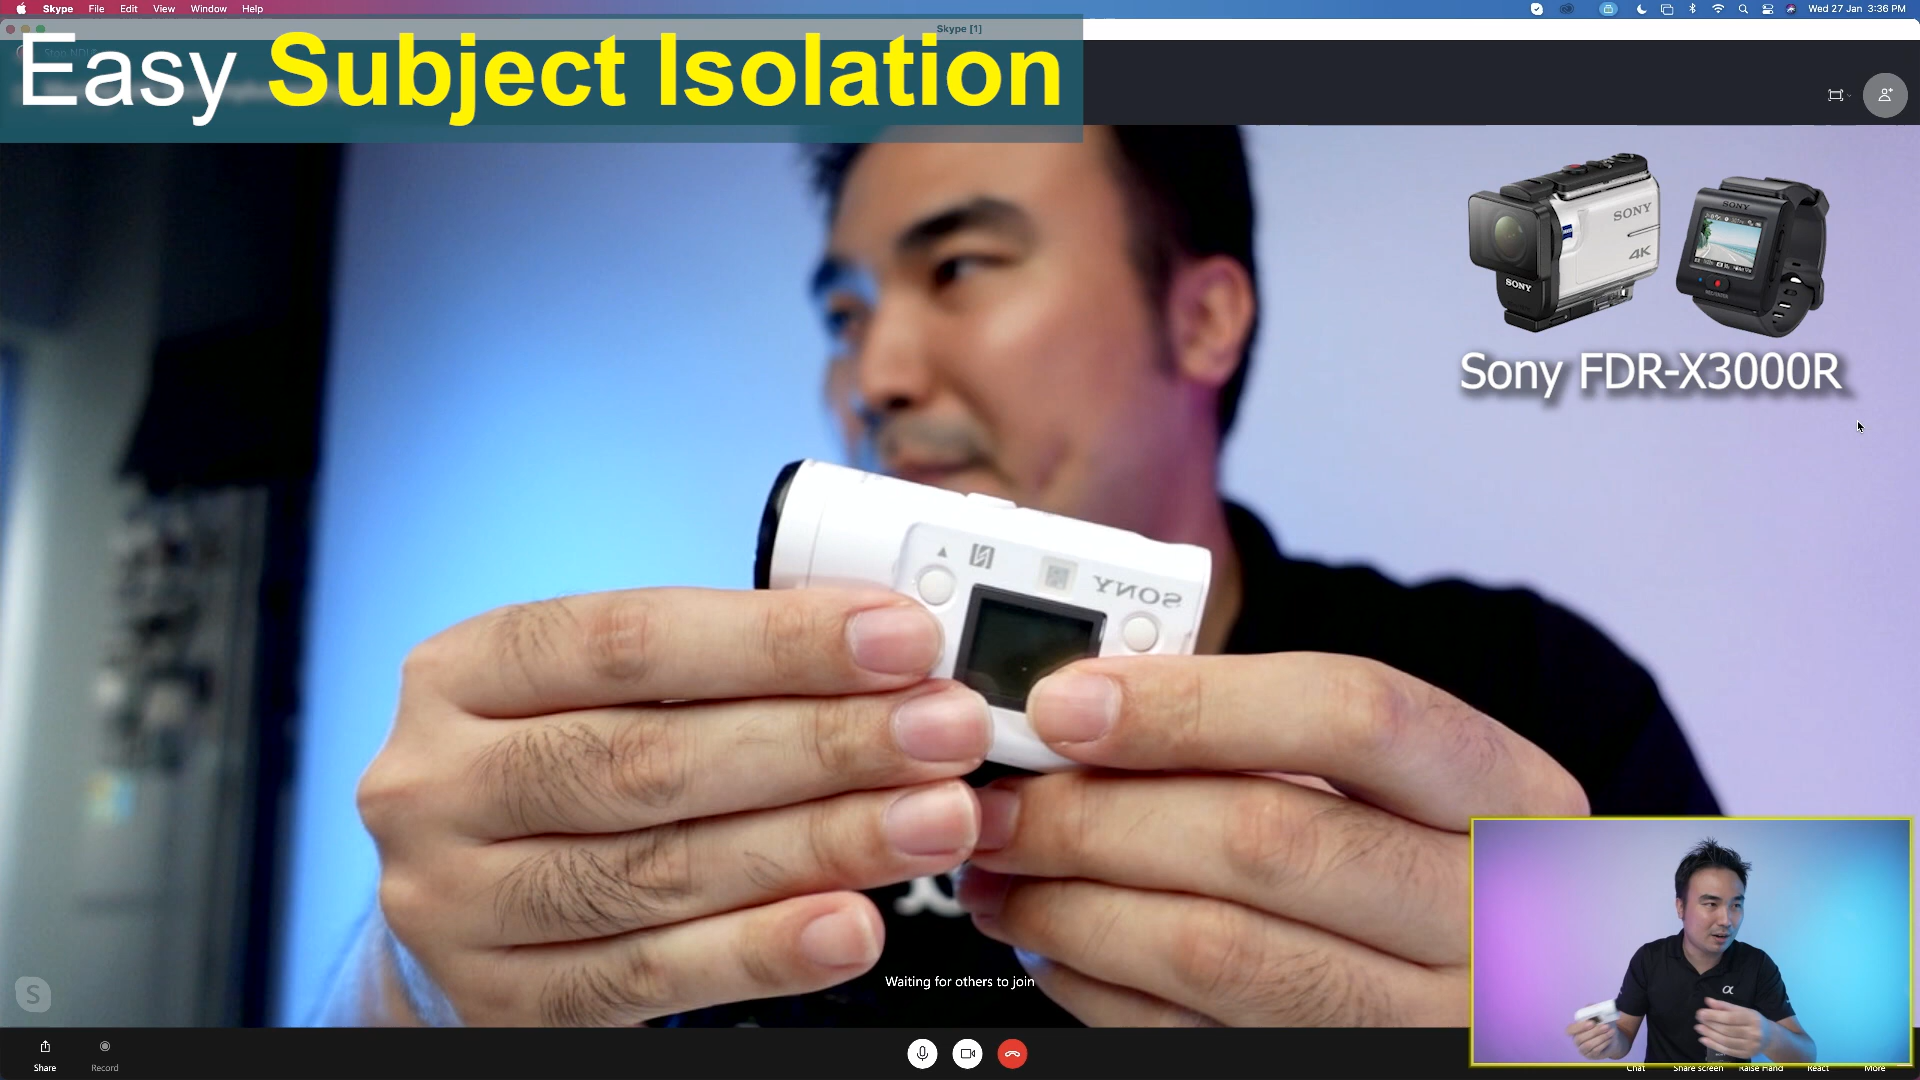 Skype File Edit View Window Help
Wed 27 Jan 3:36 PM
Skype [1]
Easy Subject Isolation
SONY
4K
SONY
SONY
Sony FDR-X3000R
SONY
α
Waiting for others to join
S
α
Share
Record
Chat
Share screen
Raise Hand
React
More